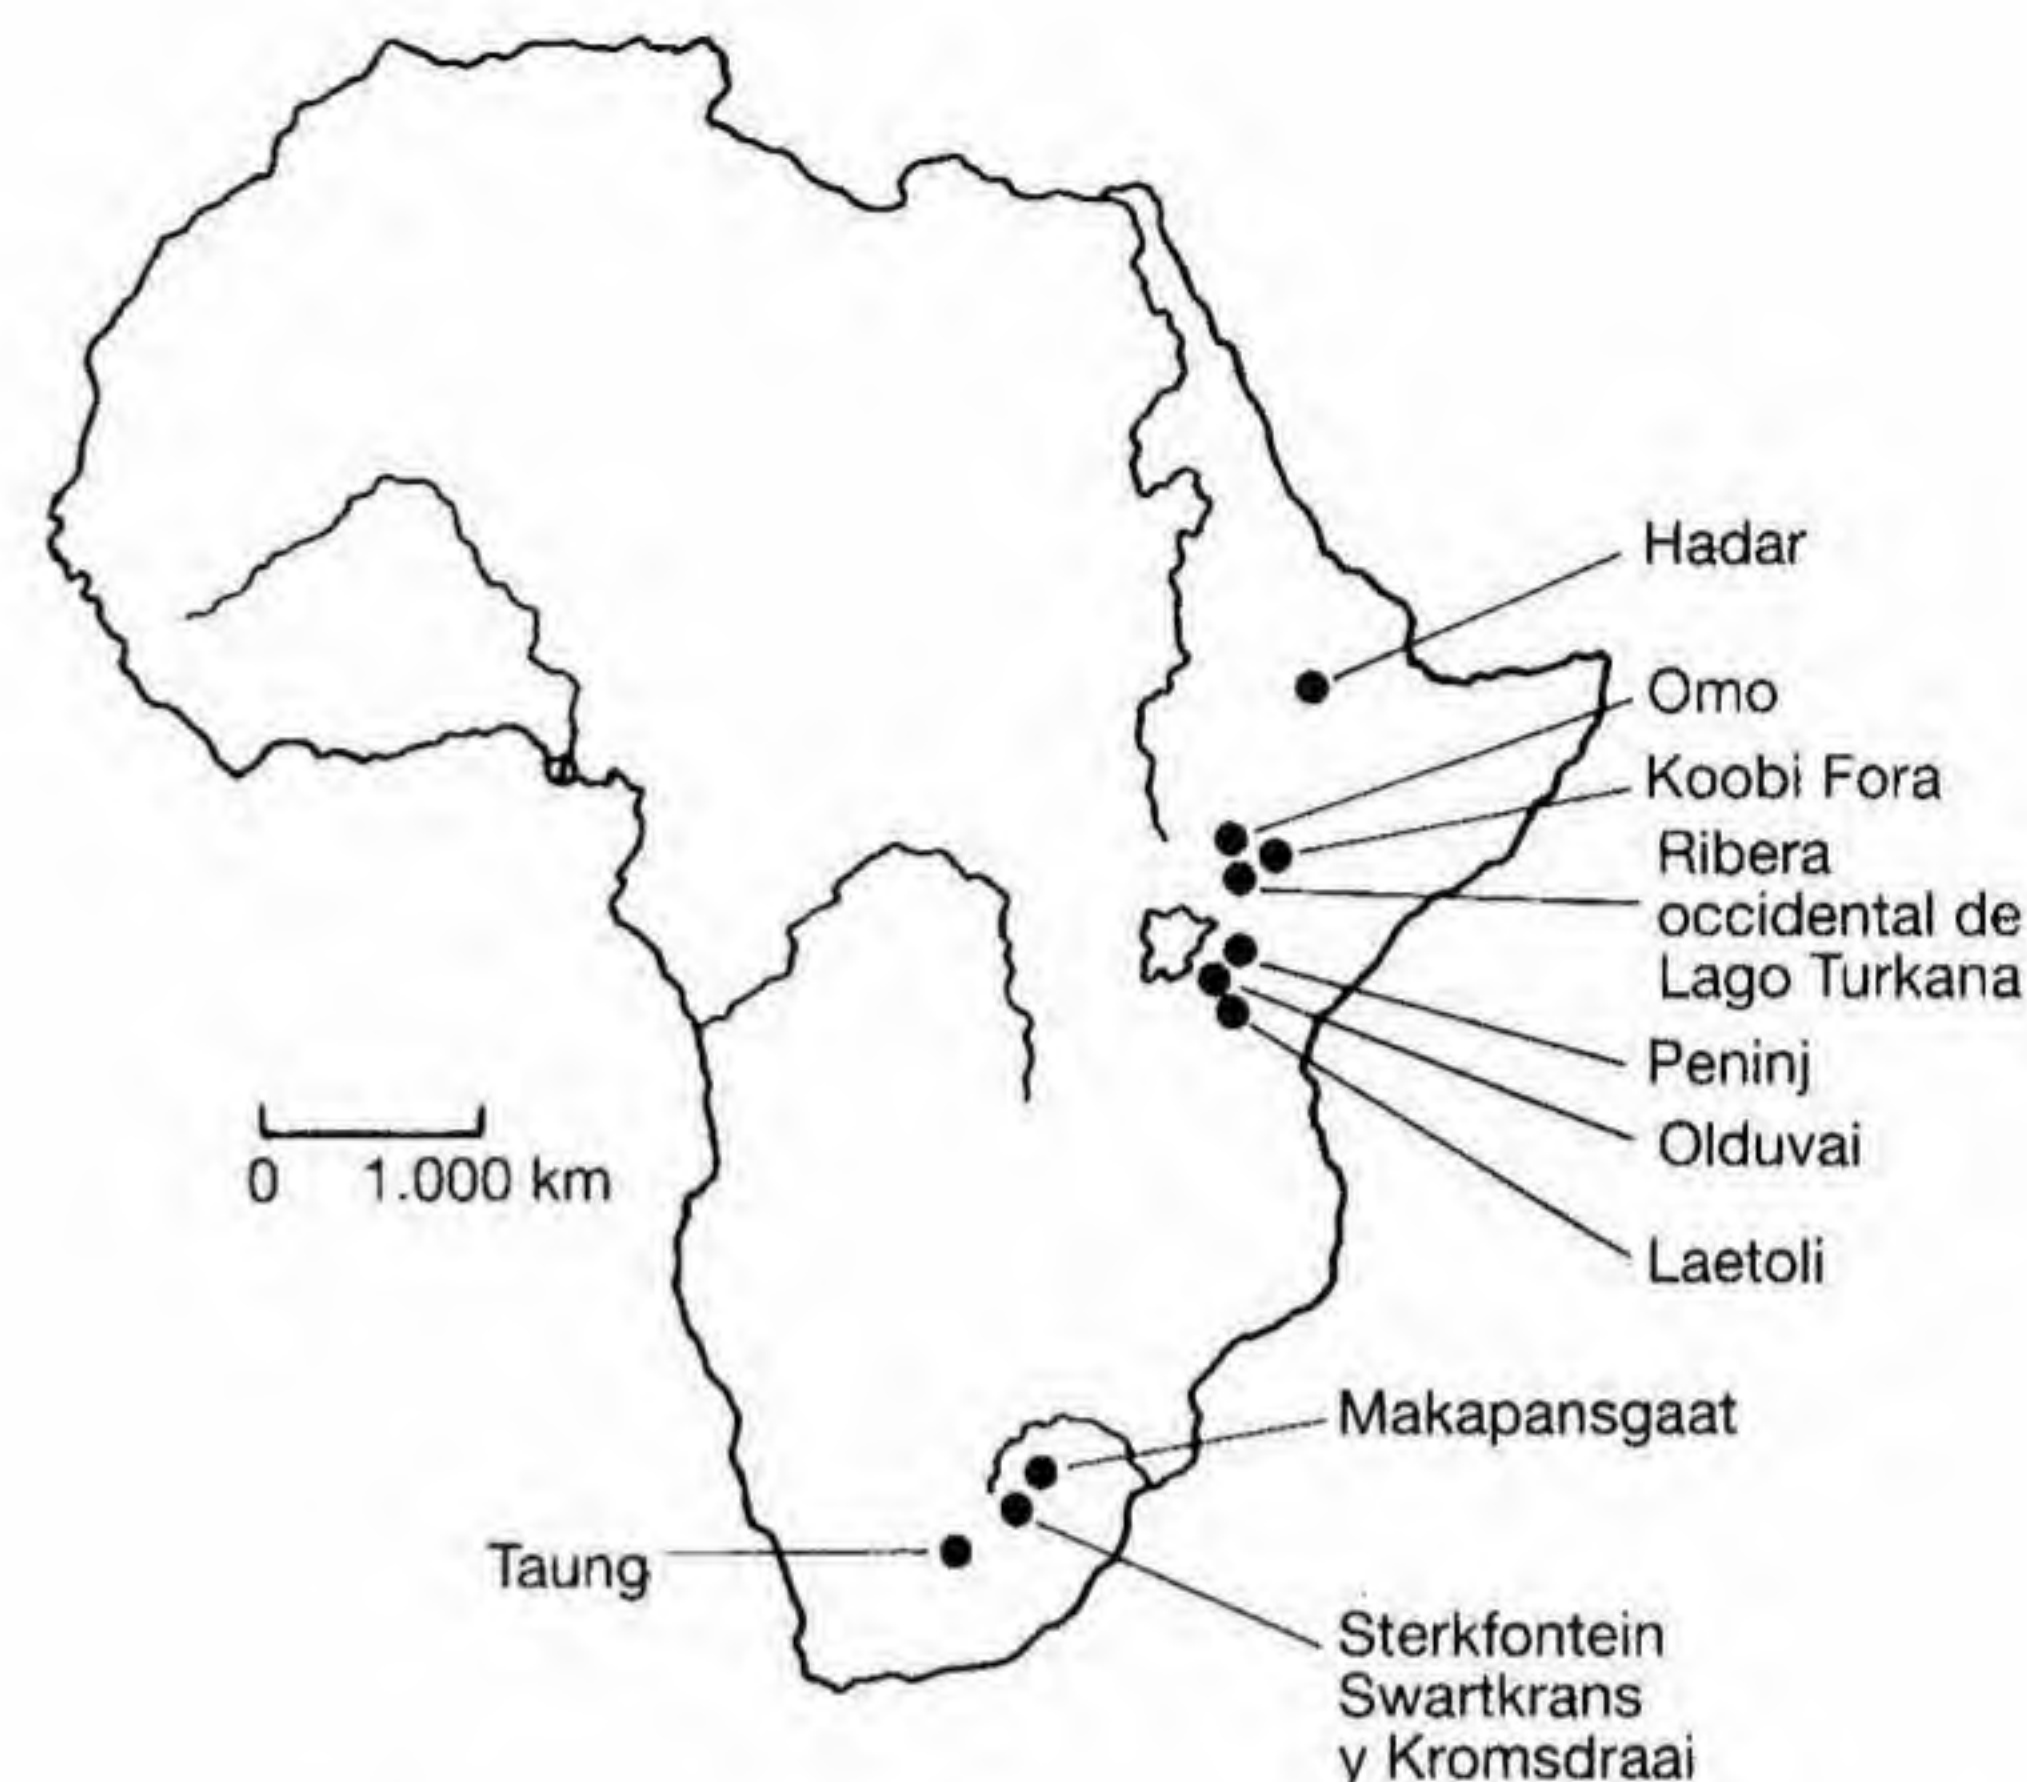 Hadar
Omo
Koobi Fora
Ribera
occidental de
Lago Turkana
Peninj
Olduvai
Laetoli
0 1.000 km
Makapansgaat
Taung
Sterkfontein
Swartkrans
y Kromsdraai